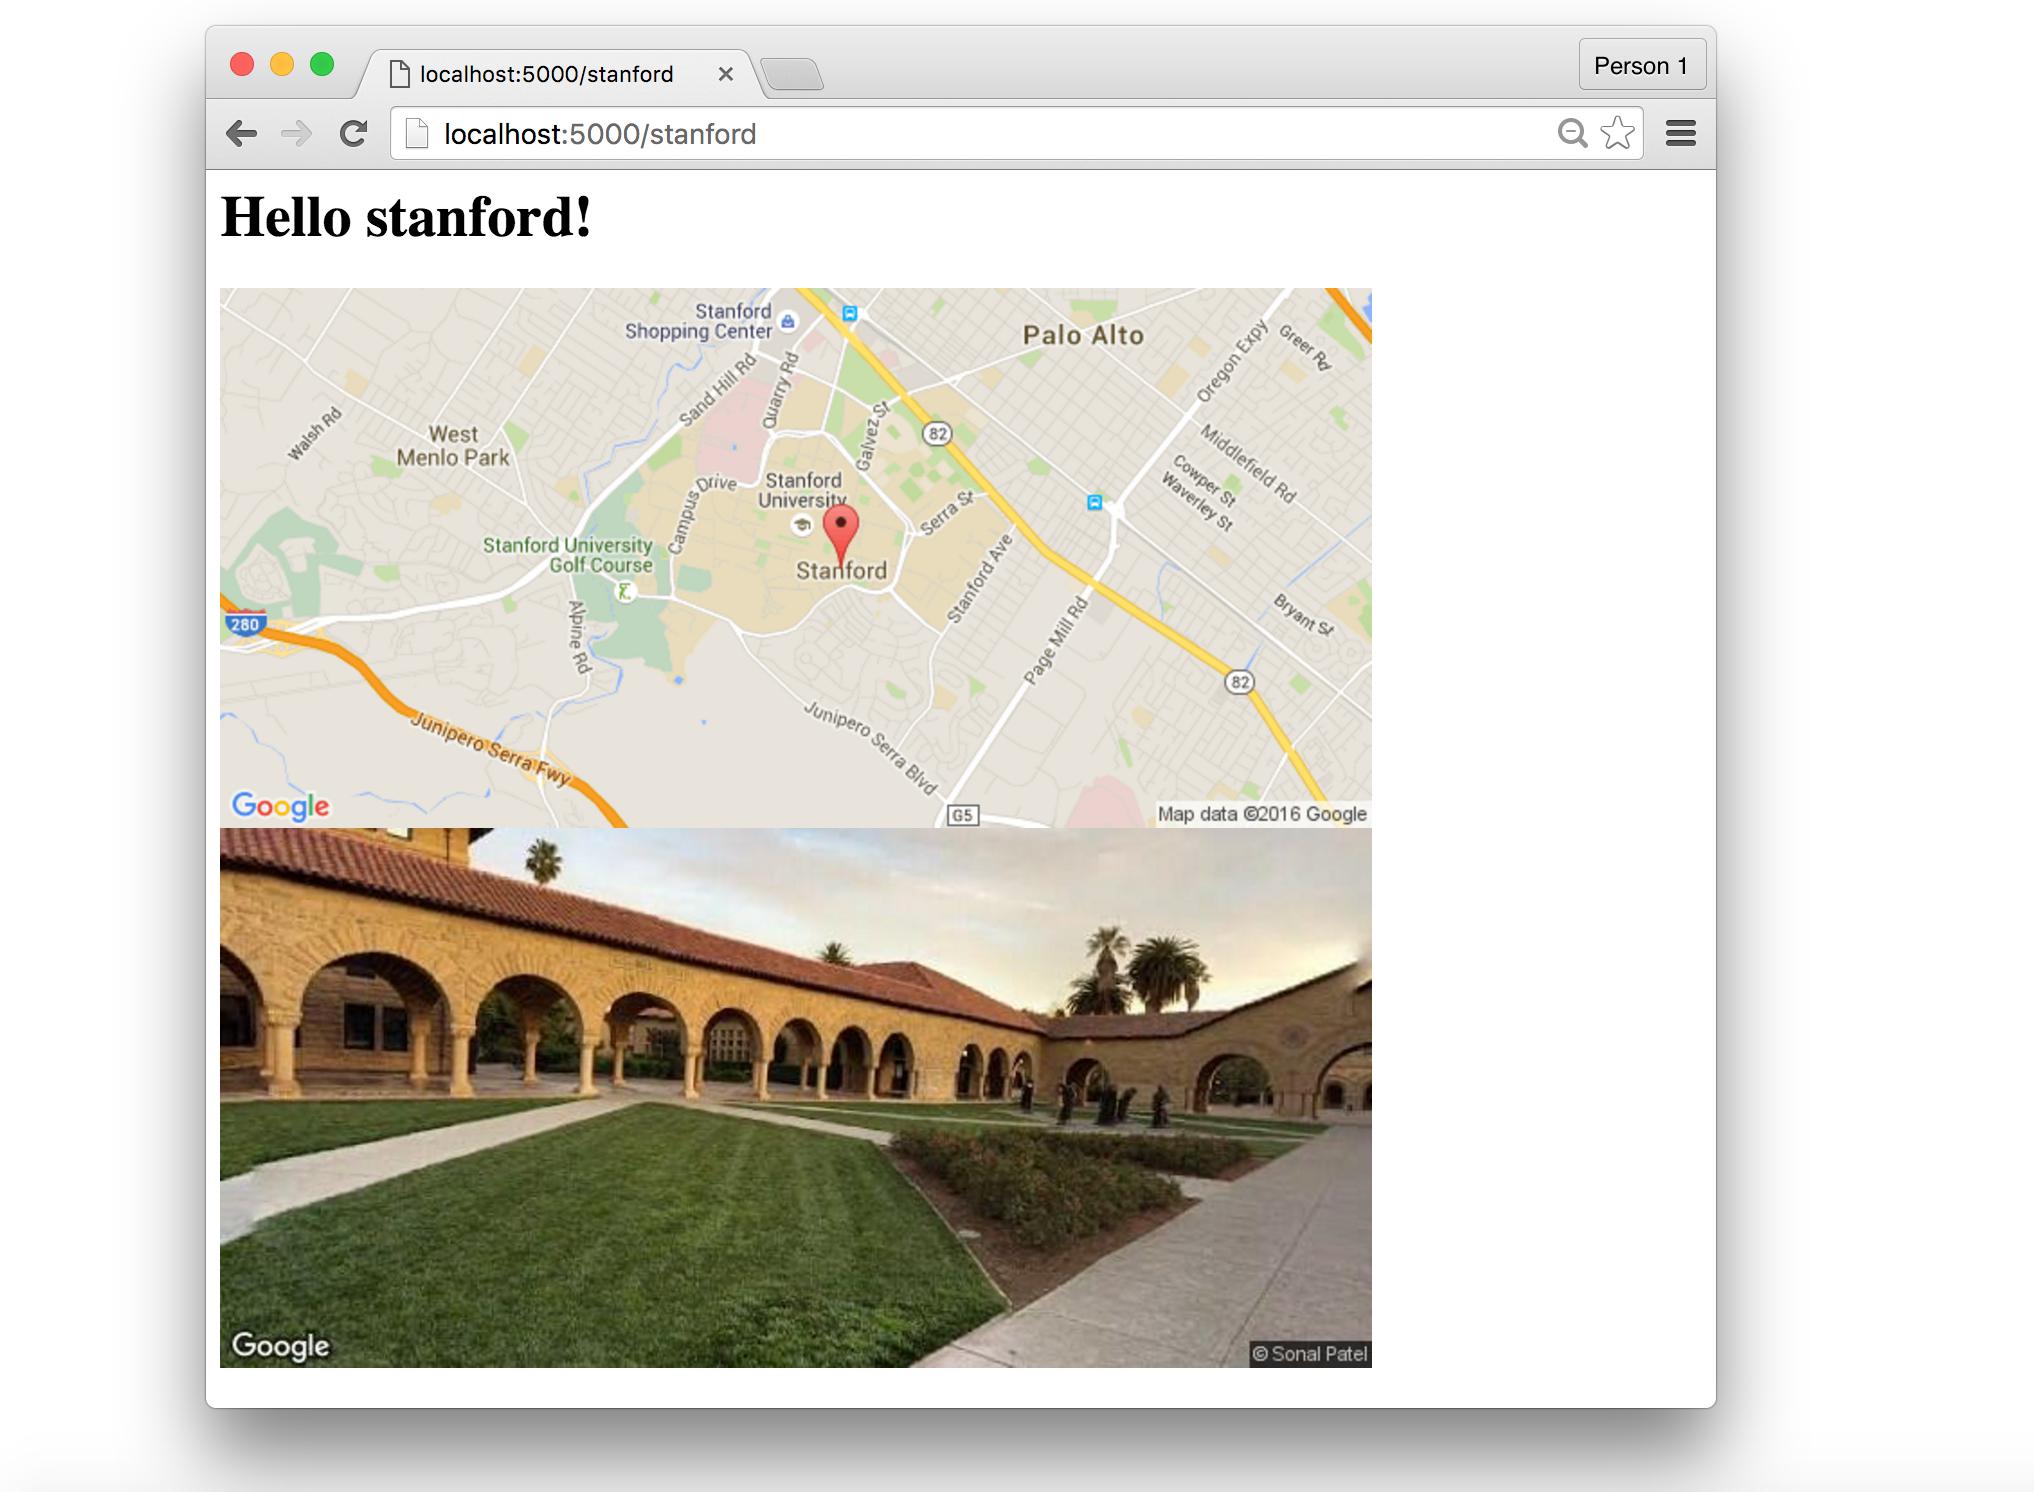 localhost:5000/stanford
Person 1
localhost:5000/stanford
Hello stanford!
Stanford
Shopping Center
Palo Alto
Oregon Expy
Greer Rd
Sand Hill Rd
Quarry Rd
Galvez St
Walsh Rd
West
Menlo Park
82
Middlefield Rd
Cowper St
Waverley St
Campus Drive
Stanford
University
Serra St
Stanford University
Golf Course
Stanford
Stanford Ave
280
Alpine Rd
Page Mill Rd
Bryant St
82
Junipero Serra Fwy
Junipero Serra Blvd
G5
Google
Map data ©2016 Google
Google
© Sonal Patel